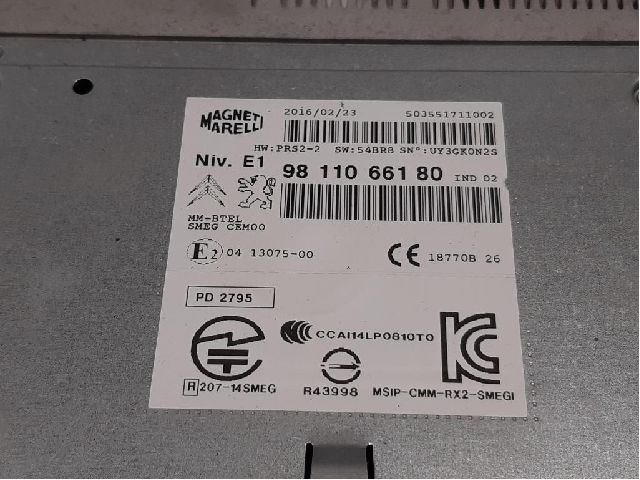 MAGNETI MARELLI
2016/02/23 503551711002
HW:PRS2-2 SW:54BR8 SN°:UY3GK0N2S
Niv. E1 98 110 661 80 IND D2
MM-BTEL
SMEG CEM00
E2 04 13075-00 CE 18770B 26
PD 2795
CCAI14LP0810T0
R 207-14SMEG R43998 MSIP-CMM-RX2-SMEGI